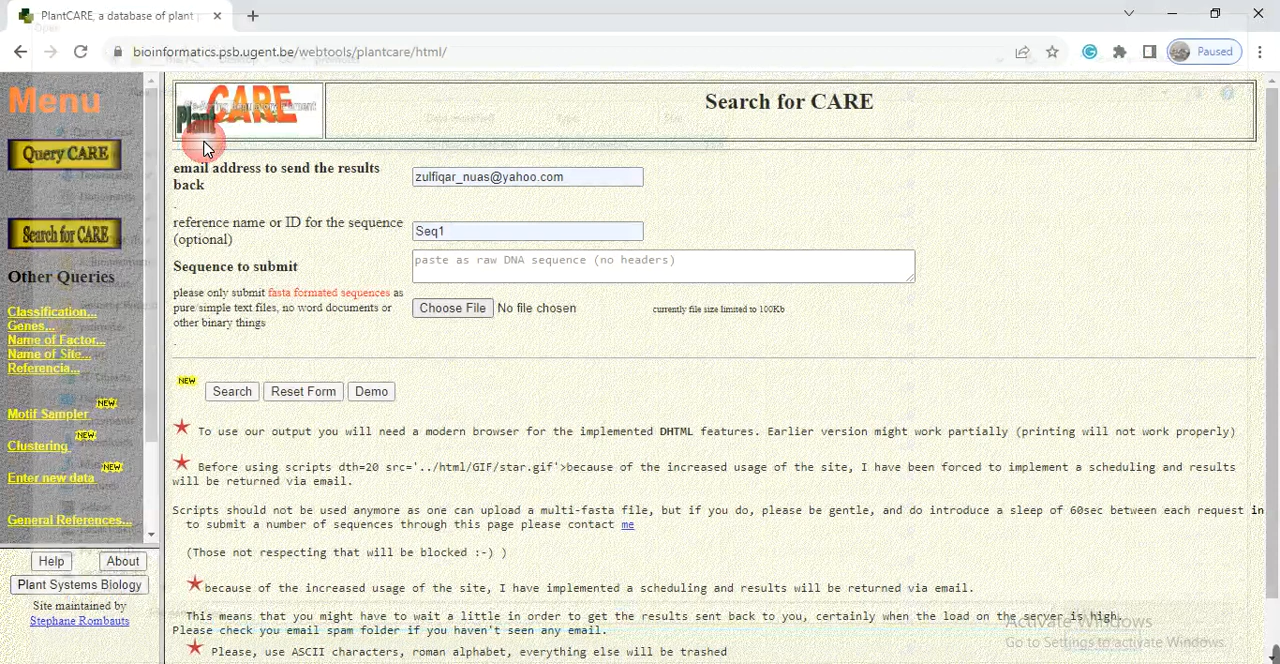 PlantCARE, a database of plant
bioinformatics.psb.ugent.be/webtools/plantcare/html/
Paused
Menu
Query CARE
Search for CARE
Other Queries
Classification...
Genes...
Name of Factor...
Name of Site...
Referencia...
NEW
Motif Sampler
NEW
Clustering
NEW
Enter new data
General References...
Help
About
Plant Systems Biology
Site maintained by
Stephane Rombauts
Plant CARE
Search for CARE
email address to send the results
back
zulfiqar_nuas@yahoo.com
.
reference name or ID for the sequence
(optional)
Seq1
Sequence to submit
paste as raw DNA sequence (no headers)
please only submit fasta formated sequences as
pure/simple text files, no word documents or
other binary things
Choose File No file chosen
currently file size limited to 100Kb
.
NEW
Search
Reset Form
Demo
To use our output you will need a modern browser for the implemented DHTML features. Earlier version might work partially (printing will not work properly)
Before using scripts dth=20 src='../html/GIF/star.gif'>because of the increased usage of the site, I have been forced to implement a scheduling and results
will be returned via email.
Scripts should not be used anymore as one can upload a multi-fasta file, but if you do, please be gentle, and do introduce a sleep of 60sec between each request in
to submit a number of sequences through this page please contact me
(Those not respecting that will be blocked :-) )
because of the increased usage of the site, I have implemented a scheduling and results will be returned via email.
This means that you might have to wait a little in order to get the results sent back to you, certainly when the load on the server is high.
Please check you email spam folder if you haven't seen any email.
Please, use ASCII characters, roman alphabet, everything else will be trashed
Activate Windows
Go to Settings to activate Windows.